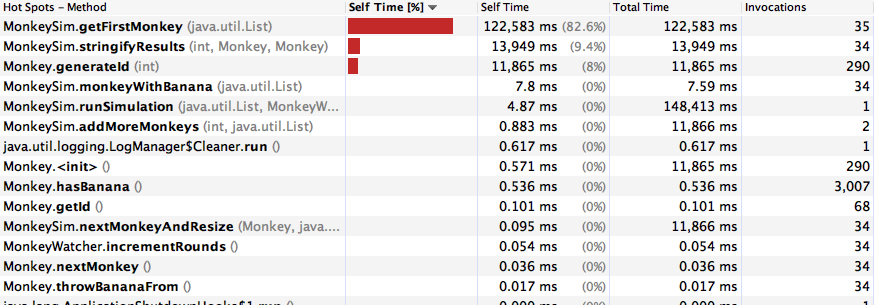 Hot Spots – Method Self Time [%] Self Time Total Time Invocations
MonkeySim.getFirstMonkey (java.util.List) 122,583 ms (82.6%) 122,583 ms 35
MonkeySim.stringifyResults (int, Monkey, Monkey) 13,949 ms (9.4%) 13,949 ms 34
Monkey.generateId (int) 11,865 ms (8%) 11,865 ms 290
MonkeySim.monkeyWithBanana (java.util.List) 7.8 ms (0%) 7.59 ms 34
MonkeySim.runSimulation (java.util.List, MonkeyW... 4.87 ms (0%) 148,413 ms 1
MonkeySim.addMoreMonkeys (int, java.util.List) 0.883 ms (0%) 11,866 ms 2
java.util.logging.LogManager$Cleaner.run () 0.617 ms (0%) 0.617 ms 1
Monkey.<init> () 0.571 ms (0%) 11,865 ms 290
Monkey.hasBanana () 0.536 ms (0%) 0.536 ms 3,007
Monkey.getId () 0.101 ms (0%) 0.101 ms 68
MonkeySim.nextMonkeyAndResize (Monkey, java.... 0.095 ms (0%) 11,866 ms 34
MonkeyWatcher.incrementRounds () 0.054 ms (0%) 0.054 ms 34
Monkey.nextMonkey () 0.036 ms (0%) 0.036 ms 34
Monkey.throwBananaFrom () 0.017 ms (0%) 0.017 ms 34